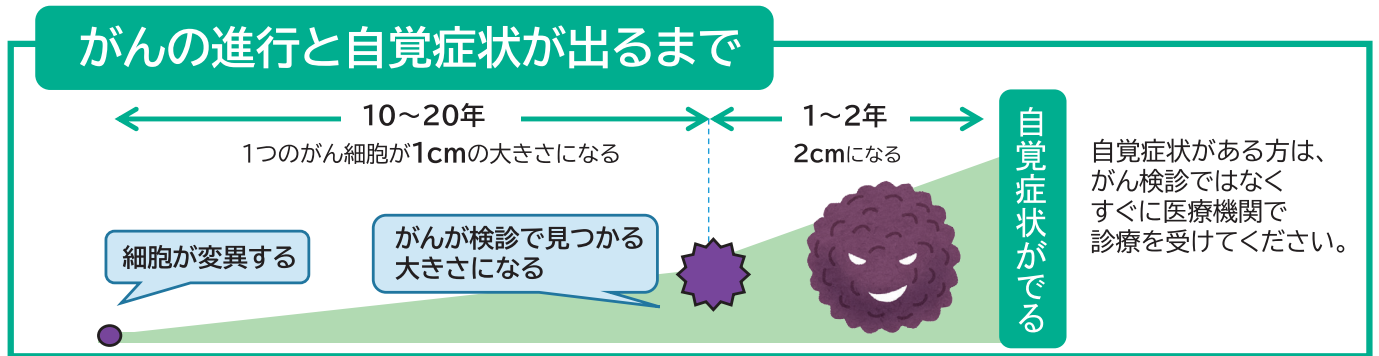 がんの進行と自覚症状が出るまで
10～20年
1つのがん細胞が1cmの大きさになる
1～2年
2cmになる
細胞が変異する
がんが検診で見つかる
大きさになる
自覚症状がでる
自覚症状がある方は、
がん検診ではなく
すぐに医療機関で
診療を受けてください。